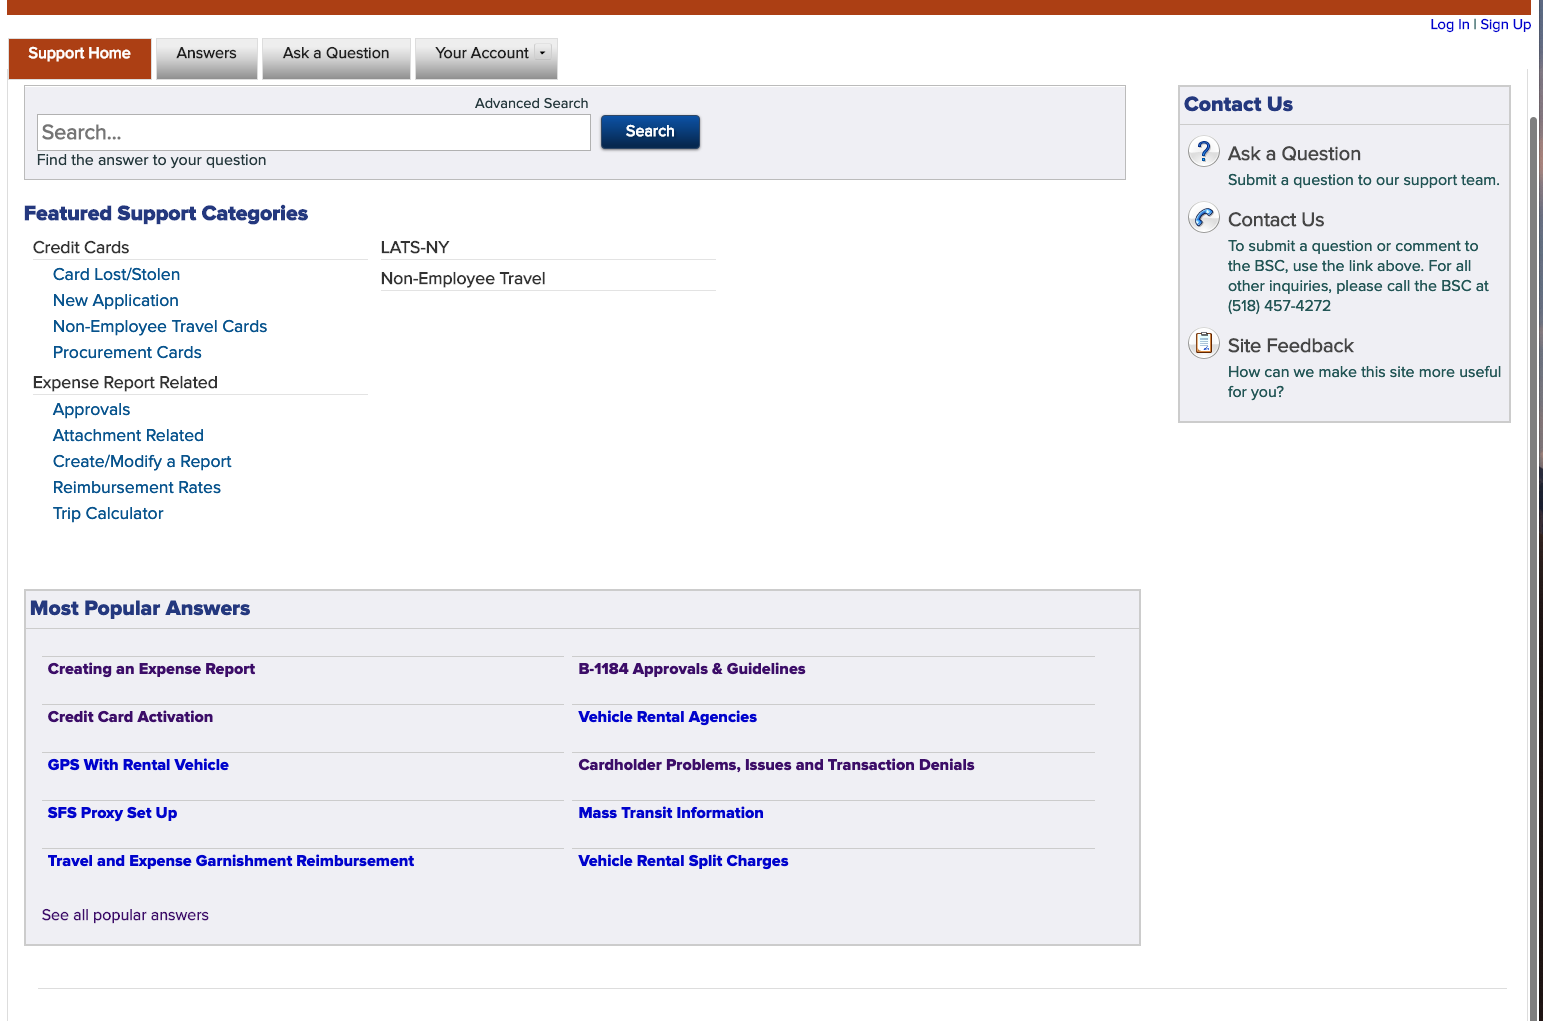 Log In | Sign Up
Support Home
Answers
Ask a Question
Your Account
Advanced Search
Search...
Search
Find the answer to your question
Featured Support Categories
Credit Cards
Card Lost/Stolen
New Application
Non-Employee Travel Cards
Procurement Cards
Expense Report Related
Approvals
Attachment Related
Create/Modify a Report
Reimbursement Rates
Trip Calculator
LATS-NY
Non-Employee Travel
Contact Us
Ask a Question
Submit a question to our support team.
Contact Us
To submit a question or comment to
the BSC, use the link above. For all
other inquiries, please call the BSC at
(518) 457-4272
Site Feedback
How can we make this site more useful
for you?
Most Popular Answers
Creating an Expense Report
B-1184 Approvals & Guidelines
Credit Card Activation
Vehicle Rental Agencies
GPS With Rental Vehicle
Cardholder Problems, Issues and Transaction Denials
SFS Proxy Set Up
Mass Transit Information
Travel and Expense Garnishment Reimbursement
Vehicle Rental Split Charges
See all popular answers